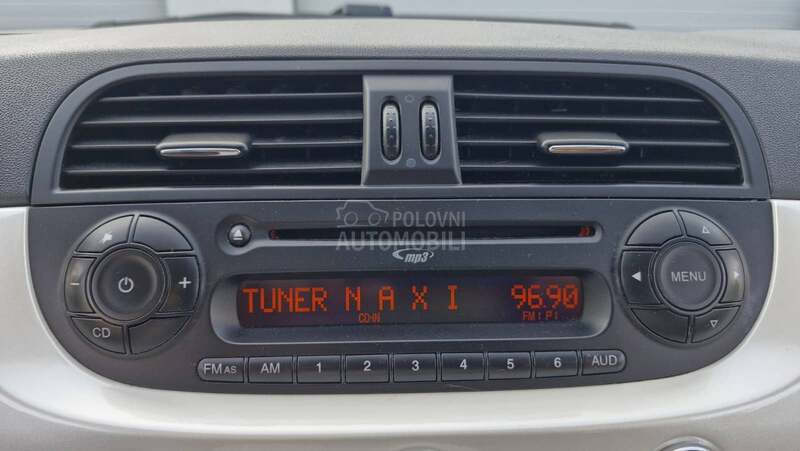 POLOVNI
AUTOMOBILI
mp3
TUNER N A X I 96.90
CD-IN FM1 P1
- + MENU
CD
FM AS AM 1 2 3 4 5 6 AUD